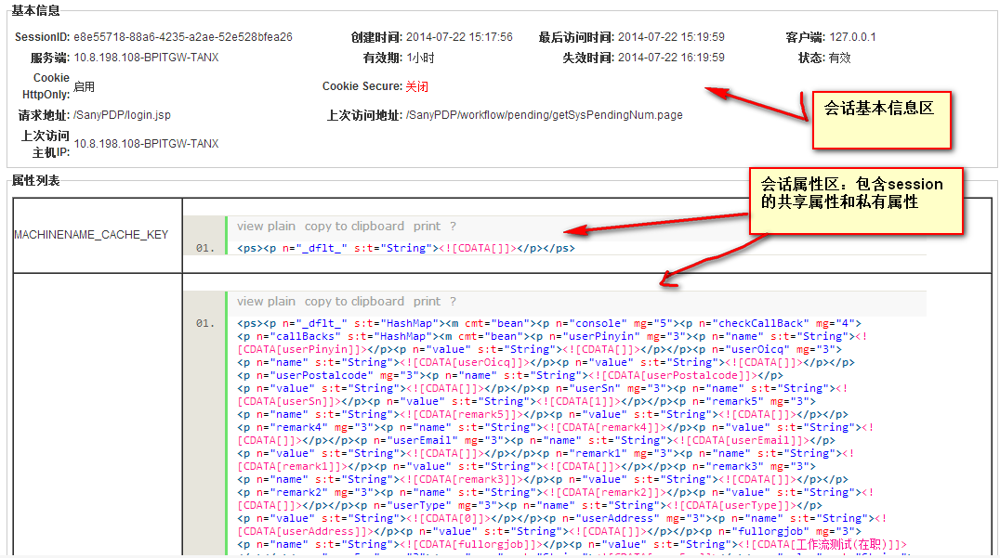 基本信息
SessionID: e8e55718-88a6-4235-a2ae-52e528bfea26 创建时间: 2014-07-22 15:17:56 最后访问时间: 2014-07-22 15:19:59 客户端: 127.0.0.1
服务端: 10.8.198.108-BPITGW-TANX 有效期: 1小时 失效时间: 2014-07-22 16:19:59 状态: 有效
Cookie HttpOnly: 启用 Cookie Secure: 关闭
请求地址: /SanyPDP/login.jsp 上次访问地址: /SanyPDP/workflow/pending/getSysPendingNum.page
上次访问主机IP: 10.8.198.108-BPITGW-TANX
会话基本信息区
属性列表
会话属性区：包含session
的共享属性和私有属性
MACHINENAME_CACHE_KEY
view plain copy to clipboard print ?
01. <ps><p n="_dflt_" s:t="String"><![CDATA[]]></p></ps>
view plain copy to clipboard print ?
01. <ps><p n="_dflt_" s:t="HashMap"><m cmt="bean"><p n="console" mg="5"><p n="checkCallBack" mg="4">
<p n="callBacks" s:t="HashMap"><m cmt="bean"><p n="userPinyin" mg="3"><p n="name" s:t="String"><!
[CDATA[userPinyin]]></p><p n="value" s:t="String"><![CDATA[]]></p></p><p n="userOicq" mg="3">
<p n="name" s:t="String"><![CDATA[userOicq]]></p><p n="value" s:t="String"><![CDATA[]]></p></p>
<p n="userPostalcode" mg="3"><p n="name" s:t="String"><![CDATA[userPostalcode]]></p>
<p n="value" s:t="String"><![CDATA[]]></p></p><p n="userSn" mg="3"><p n="name" s:t="String"><!
[CDATA[userSn]]></p><p n="value" s:t="String"><![CDATA[1]]></p></p><p n="remark5" mg="3">
<p n="name" s:t="String"><![CDATA[remark5]]></p><p n="value" s:t="String"><![CDATA[]]></p></p>
<p n="remark4" mg="3"><p n="name" s:t="String"><![CDATA[remark4]]></p><p n="value" s:t="String"><!
[CDATA[]]></p></p><p n="userEmail" mg="3"><p n="name" s:t="String"><![CDATA[userEmail]]></p>
<p n="value" s:t="String"><![CDATA[]]></p></p><p n="remark1" mg="3"><p n="name" s:t="String"><!
[CDATA[remark1]]></p><p n="value" s:t="String"><![CDATA[]]></p></p><p n="remark3" mg="3">
<p n="name" s:t="String"><![CDATA[remark3]]></p><p n="value" s:t="String"><![CDATA[]]></p></p>
<p n="remark2" mg="3"><p n="name" s:t="String"><![CDATA[remark2]]></p><p n="value" s:t="String"><!
[CDATA[]]></p></p><p n="userType" mg="3"><p n="name" s:t="String"><![CDATA[userType]]></p>
<p n="value" s:t="String"><![CDATA[0]]></p></p><p n="userAddress" mg="3"><p n="name" s:t="String"><!
[CDATA[userAddress]]></p><p n="value" s:t="String"><![CDATA[]]></p></p><p n="fullorgjob" mg="3">
<p n="name" s:t="String"><![CDATA[fullorgjob]]></p><p n="value" s:t="String"><![CDATA[工作流测试(在职)]]>